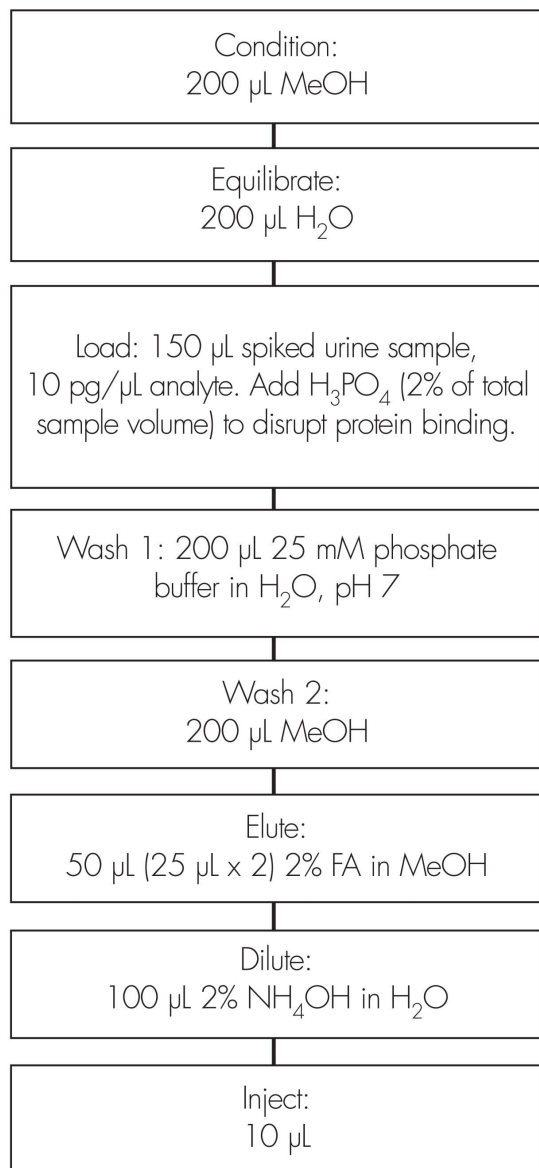 Condition:
200 µL MeOH
Equilibrate:
200 µL H₂O
Load: 150 µL spiked urine sample,
10 pg/µL analyte. Add H₃PO₄ (2% of total
sample volume) to disrupt protein binding.
Wash 1: 200 µL 25 mM phosphate
buffer in H₂O, pH 7
Wash 2:
200 µL MeOH
Elute:
50 µL (25 µL x 2) 2% FA in MeOH
Dilute:
100 µL 2% NH₄OH in H₂O
Inject:
10 µL